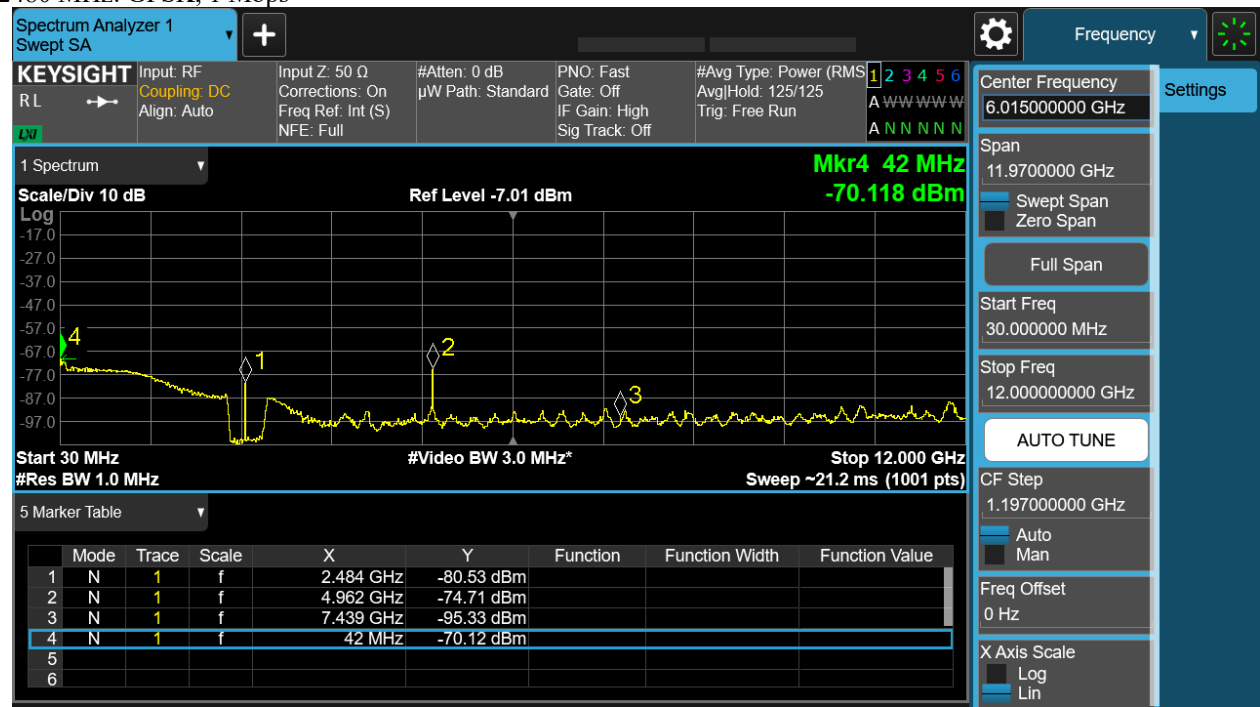 2480 MHz. GFSK, 1 Mbps
Spectrum Analyzer 1
Swept SA
+
Frequency
KEYSIGHT
R L
LXI
Input: RF
Coupling: DC
Align: Auto
Input Z: 50 Ω
Corrections: On
Freq Ref: Int (S)
NFE: Full
#Atten: 0 dB
µW Path: Standard
PNO: Fast
Gate: Off
IF Gain: High
Sig Track: Off
#Avg Type: Power (RMS
Avg|Hold: 125/125
Trig: Free Run
1 2 3 4 5 6
A W W W W W
A N N N N N
1 Spectrum
Mkr4 42 MHz
Scale/Div 10 dB
Ref Level -7.01 dBm
-70.118 dBm
Log
-17.0
-27.0
-37.0
-47.0
-57.0
-67.0
-77.0
-87.0
-97.0
4
1
2
3
Start 30 MHz
#Video BW 3.0 MHz*
Stop 12.000 GHz
#Res BW 1.0 MHz
Sweep ~21.2 ms (1001 pts)
5 Marker Table
Mode Trace Scale X Y Function Function Width Function Value
1 N 1 f 2.484 GHz -80.53 dBm
2 N 1 f 4.962 GHz -74.71 dBm
3 N 1 f 7.439 GHz -95.33 dBm
4 N 1 f 42 MHz -70.12 dBm
5
6
Center Frequency
6.015000000 GHz
Span
11.9700000 GHz
Swept Span
Zero Span
Full Span
Start Freq
30.000000 MHz
Stop Freq
12.000000000 GHz
AUTO TUNE
CF Step
1.197000000 GHz
Auto
Man
Freq Offset
0 Hz
X Axis Scale
Log
Lin
Settings